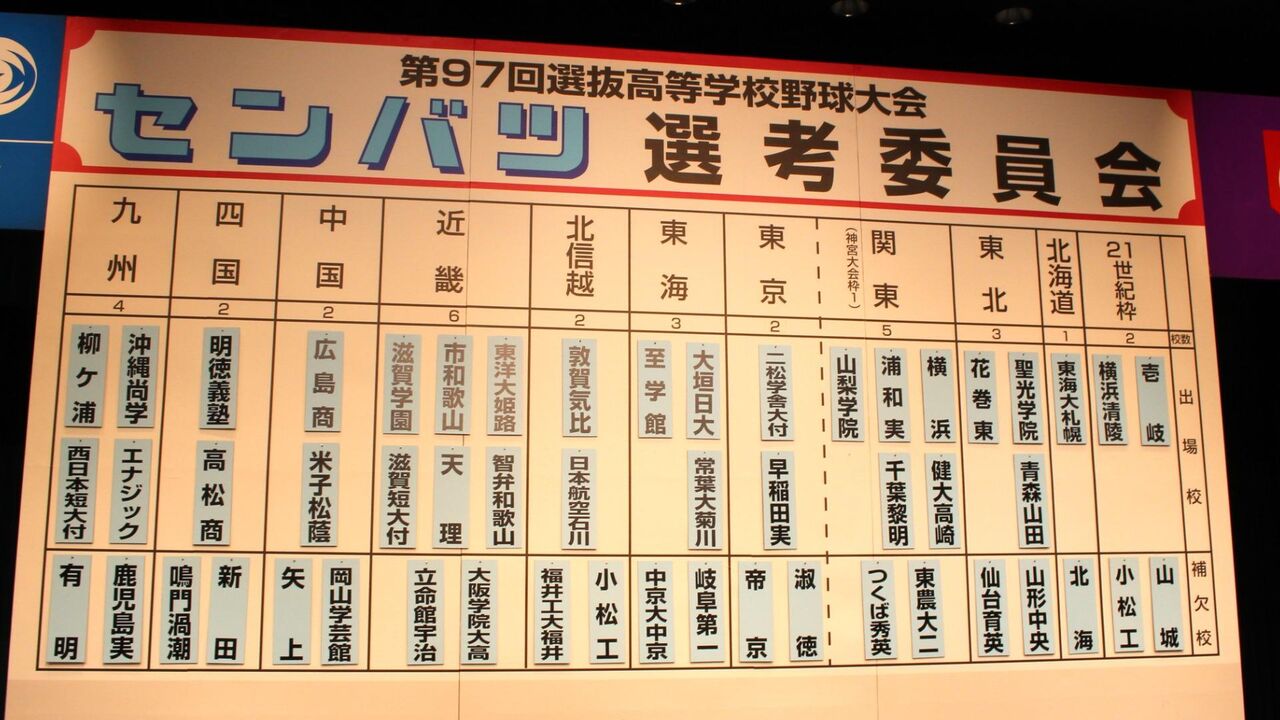 第97回選抜高等学校野球大会
センバツ 選考委員会
21世紀枠
2
壱岐
横浜清陵
山城
小松工
北海道
1
東海大札幌
北海
東北
3
聖光学院
花巻東
青森山田
山形中央
仙台育英
関東
(神宮大会枠1)
5
横浜
浦和実
山梨学院
健大高崎
千葉黎明
東農大二
つくば秀英
東京
2
二松学舎大付
早稲田実
淑徳
帝京
東海
3
大垣日大
至学館
常葉大菊川
岐阜第一
中京大中京
北信越
2
敦賀気比
日本航空石川
小松工
福井工大福井
近畿
6
東洋大姫路
市和歌山
滋賀学園
智弁和歌山
天理
滋賀短大付
大阪学院大高
立命館宇治
中国
2
広島商
米子松蔭
岡山学芸館
矢上
四国
2
明徳義塾
高松商
新田
鳴門渦潮
九州
4
沖縄尚学
柳ケ浦
エナジック
西日本短大付
鹿児島実
有明
校数
出場校
補欠校